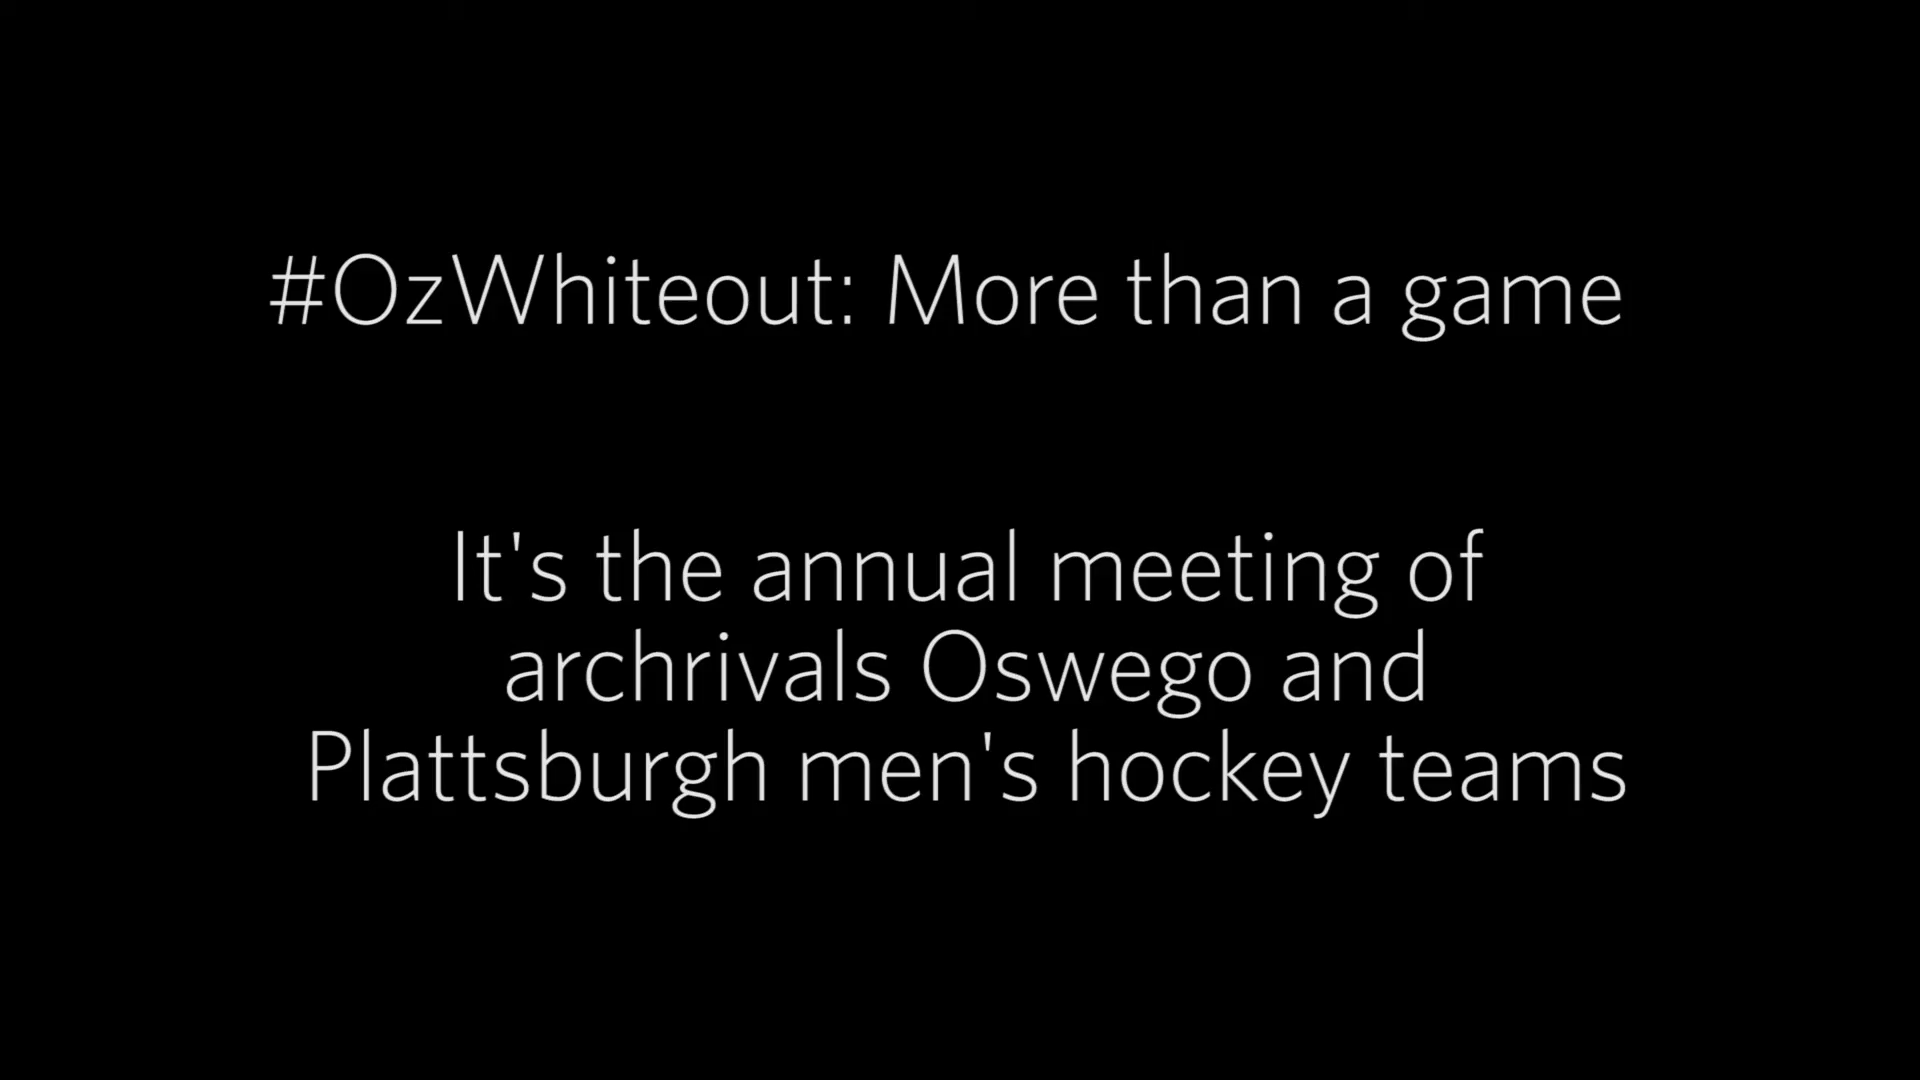 #OzWhiteout: More than a game
It's the annual meeting of
archrivals Oswego and
Plattsburgh men's hockey teams